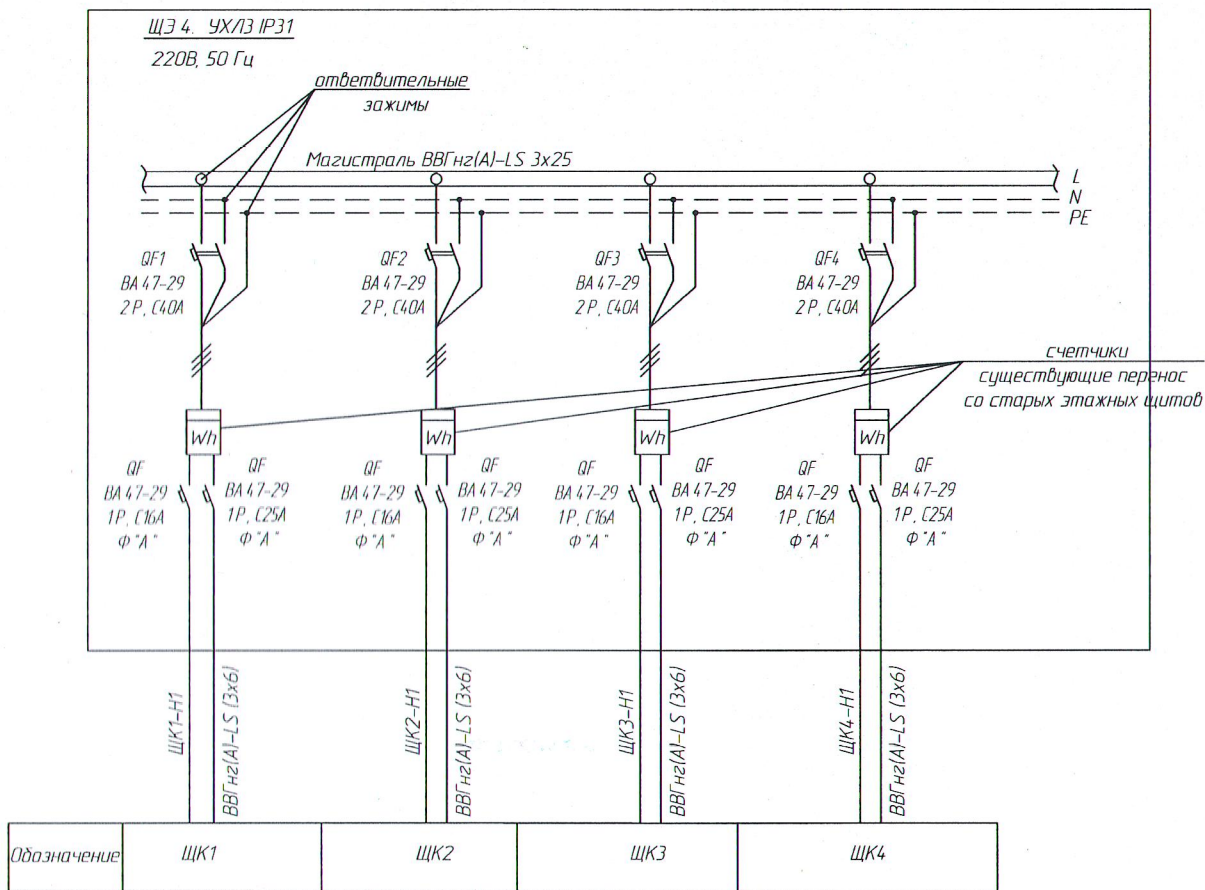 ЩЭ 4. УХЛ3 IP31
220В, 50 Гц
ответвительные
зажимы
Магистраль ВВГнг(А)-LS 3х25
L
N
PE
QF1
ВА 47-29
2 Р, С40А
QF2
ВА 47-29
2 Р, С40А
QF3
ВА 47-29
2 Р, С40А
QF4
ВА 47-29
2 Р, С40А
счетчики
существующие перенос
со старых этажных щитов
Wh
Wh
Wh
Wh
QF
ВА 47-29
1Р, С16А
Ф "А"
QF
ВА 47-29
1Р, С25А
Ф "А"
QF
ВА 47-29
1Р, С16А
Ф "А"
QF
ВА 47-29
1Р, С25А
Ф "А"
QF
ВА 47-29
1Р, С16А
Ф "А"
QF
ВА 47-29
1Р, С25А
Ф "А"
QF
ВА 47-29
1Р, С16А
Ф "А"
QF
ВА 47-29
1Р, С25А
Ф "А"
ЩК1-Н1
ВВГнг(А)-LS (3х6)
ЩК2-Н1
ВВГнг(А)-LS (3х6)
ЩК3-Н1
ВВГнг(А)-LS (3х6)
ЩК4-Н1
ВВГнг(А)-LS (3х6)
Обозначение
ЩК1
ЩК2
ЩК3
ЩК4